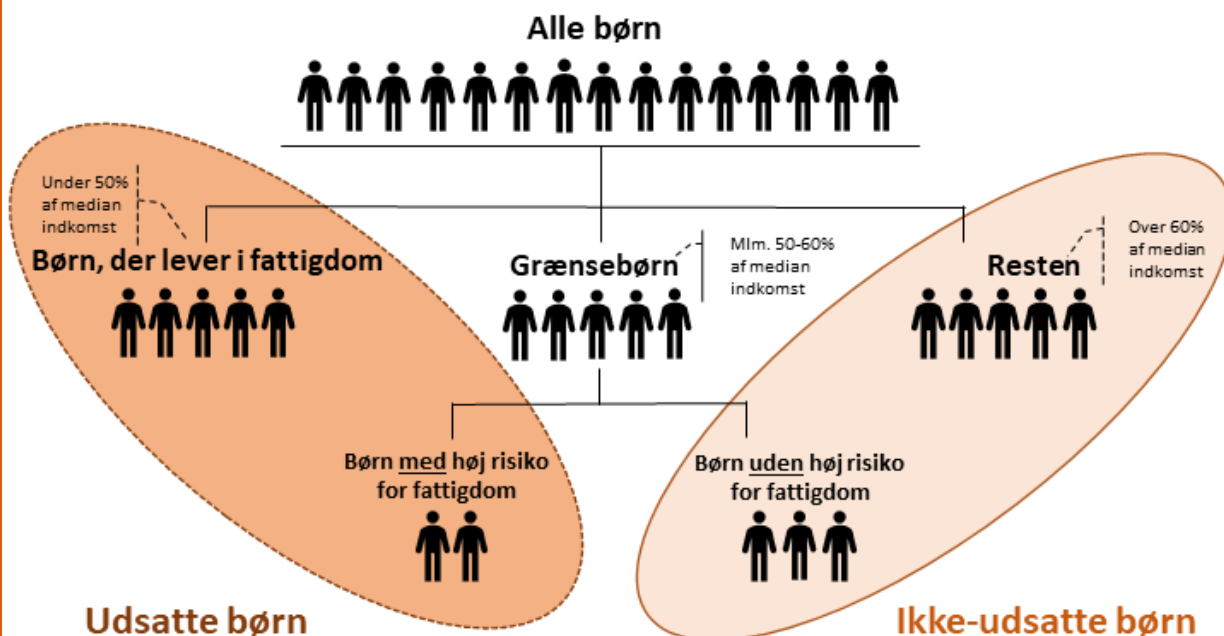 Alle børn
Under 50%
af median
indkomst
Børn, der lever i fattigdom
Grænsebørn
Mlm. 50-60%
af median
indkomst
Resten
Over 60%
af median
indkomst
Børn med høj risiko
for fattigdom
Børn uden høj risiko
for fattigdom
Udsatte børn
Ikke-udsatte børn